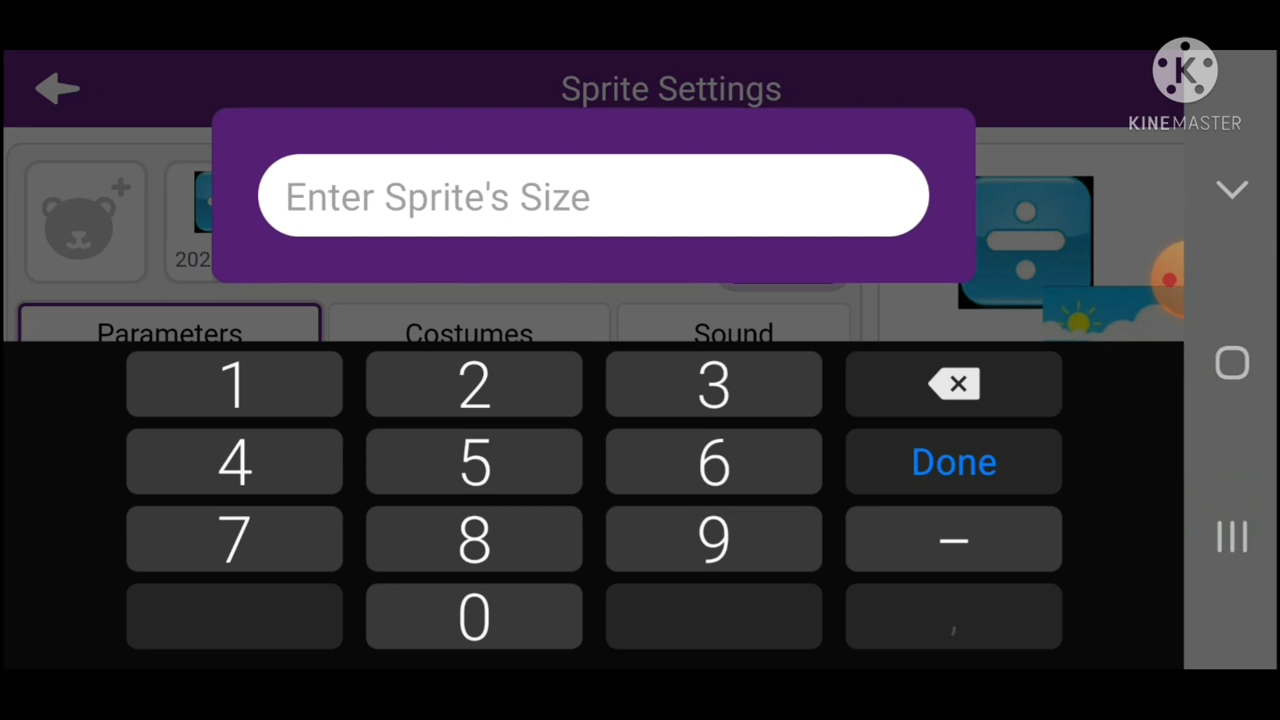 Sprite Settings
K
KINEMASTER
Enter Sprite's Size
202
Parameters
Costumes
Sound
1 2 3
4 5 6 Done
7 8 9 –
0 ,